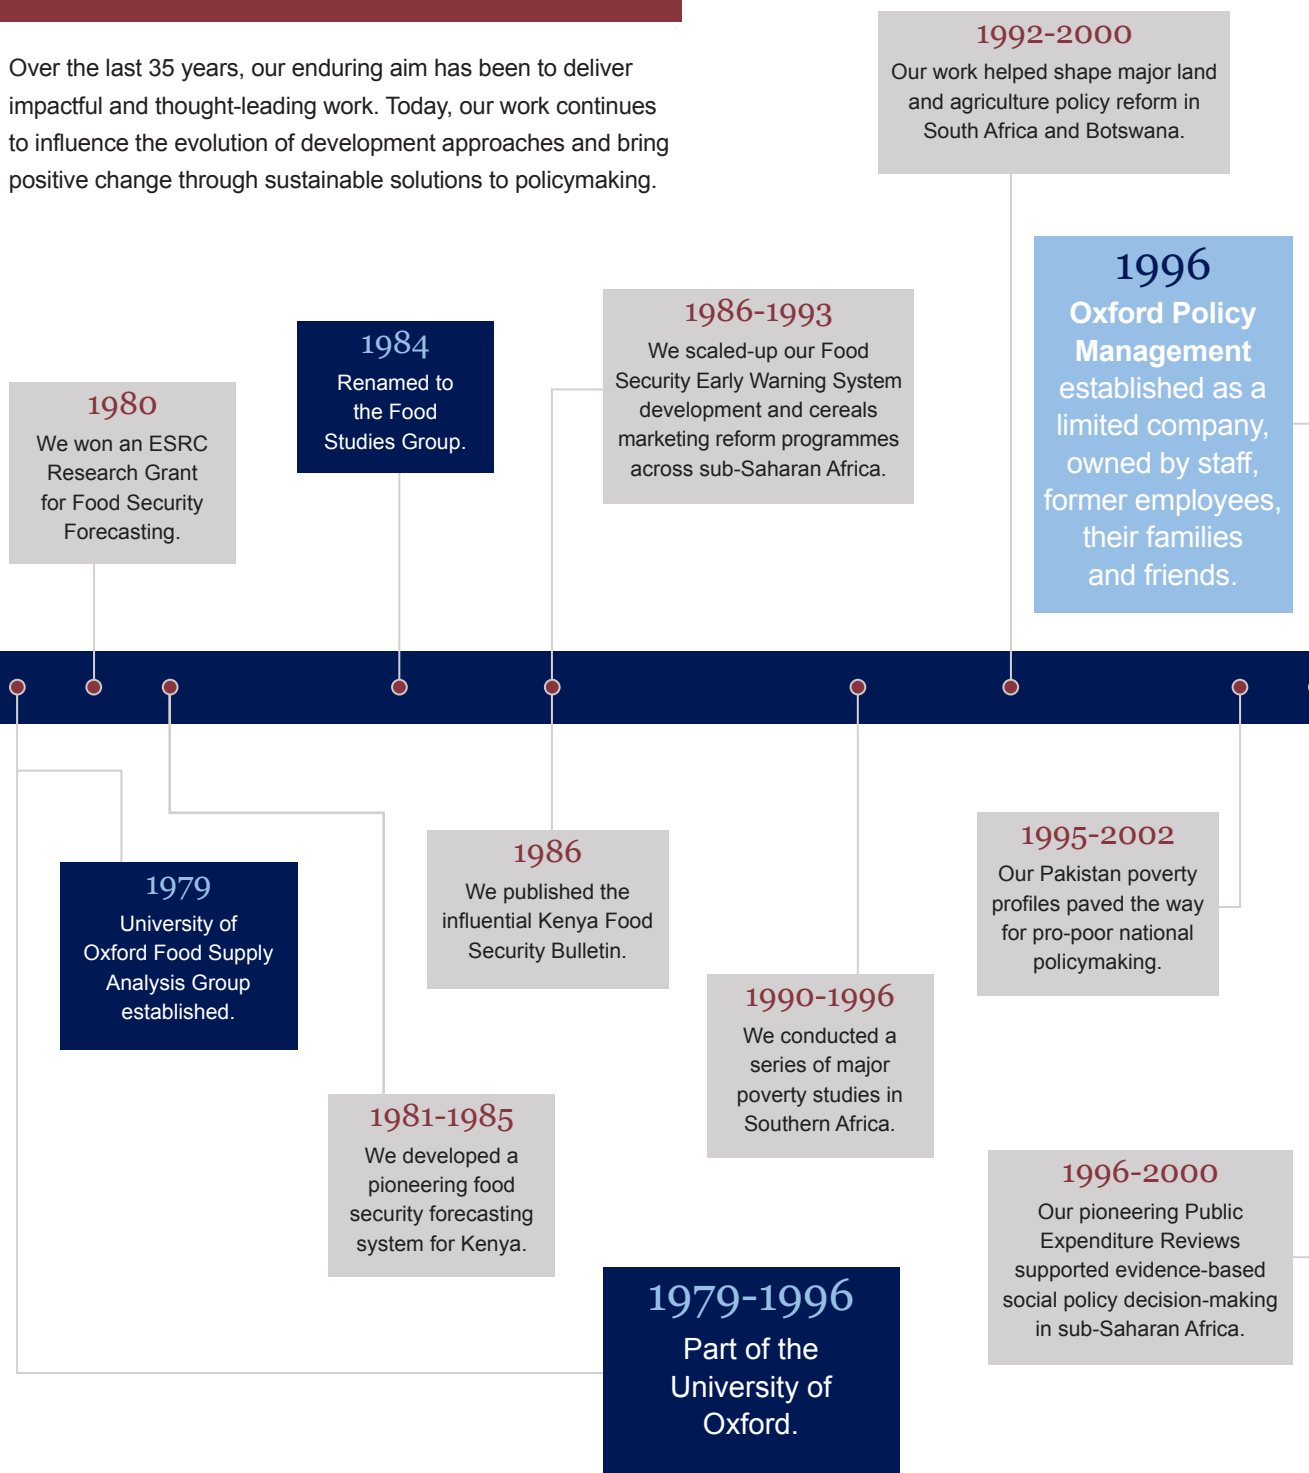 Over the last 35 years, our enduring aim has been to deliver
impactful and thought-leading work. Today, our work continues
to influence the evolution of development approaches and bring
positive change through sustainable solutions to policymaking.
1992-2000
Our work helped shape major land
and agriculture policy reform in
South Africa and Botswana.
1996
Oxford Policy
Management
established as a
limited company,
owned by staff,
former employees,
their families
and friends.
1986-1993
We scaled-up our Food
Security Early Warning System
development and cereals
marketing reform programmes
across sub-Saharan Africa.
1984
Renamed to
the Food
Studies Group.
1980
We won an ESRC
Research Grant
for Food Security
Forecasting.
1979
University of
Oxford Food Supply
Analysis Group
established.
1986
We published the
influential Kenya Food
Security Bulletin.
1995-2002
Our Pakistan poverty
profiles paved the way
for pro-poor national
policymaking.
1990-1996
We conducted a
series of major
poverty studies in
Southern Africa.
1981-1985
We developed a
pioneering food
security forecasting
system for Kenya.
1996-2000
Our pioneering Public
Expenditure Reviews
supported evidence-based
social policy decision-making
in sub-Saharan Africa.
1979-1996
Part of the
University of
Oxford.